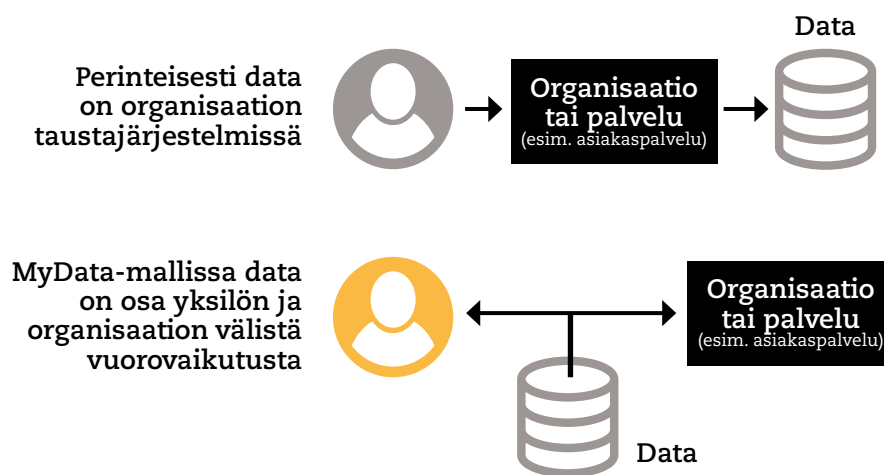 Data
Perinteisesti data
on organisaation
taustajärjestelmissä
Organisaatio
tai palvelu
(esim. asiakaspalvelu)
MyData-mallissa data
on osa yksilön ja
organisaation välistä
vuorovaikutusta
Organisaatio
tai palvelu
(esim. asiakaspalvelu)
Data